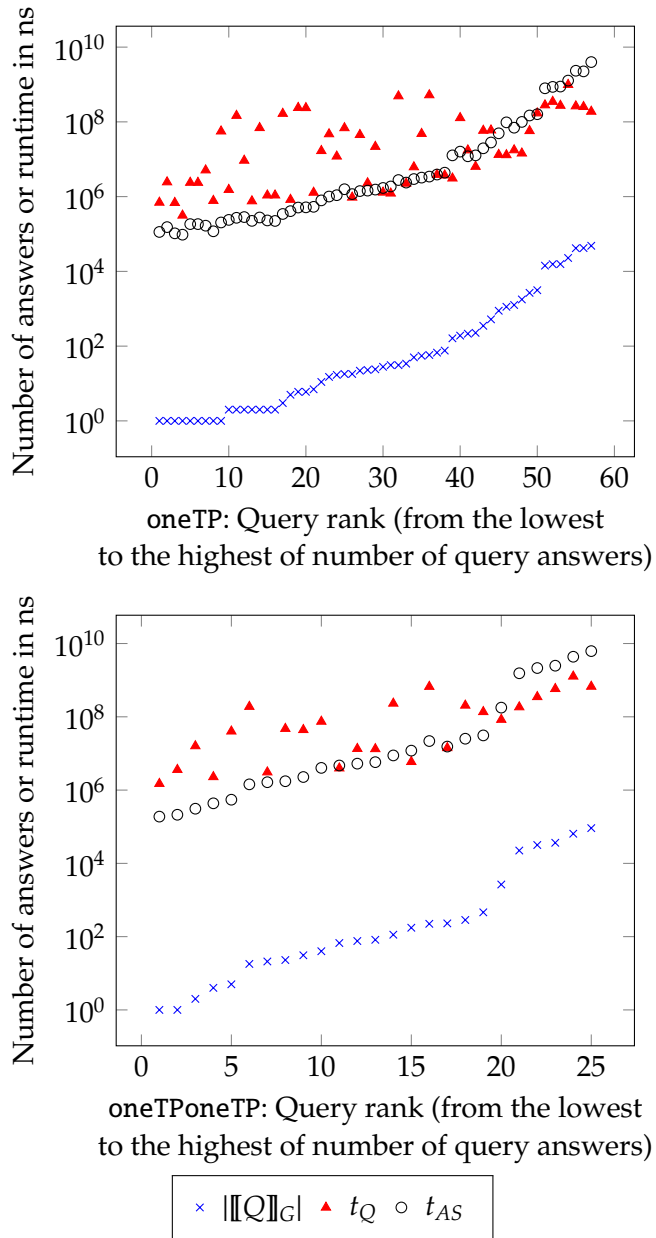 Number of answers or runtime in ns
10^10
10^8
10^6
10^4
10^2
10^0
0 10 20 30 40 50 60
oneTP: Query rank (from the lowest
to the highest of number of query answers)
Number of answers or runtime in ns
10^10
10^8
10^6
10^4
10^2
10^0
0 5 10 15 20 25
oneTPoneTP: Query rank (from the lowest
to the highest of number of query answers)
|⟦Q⟧_G| t_Q t_AS